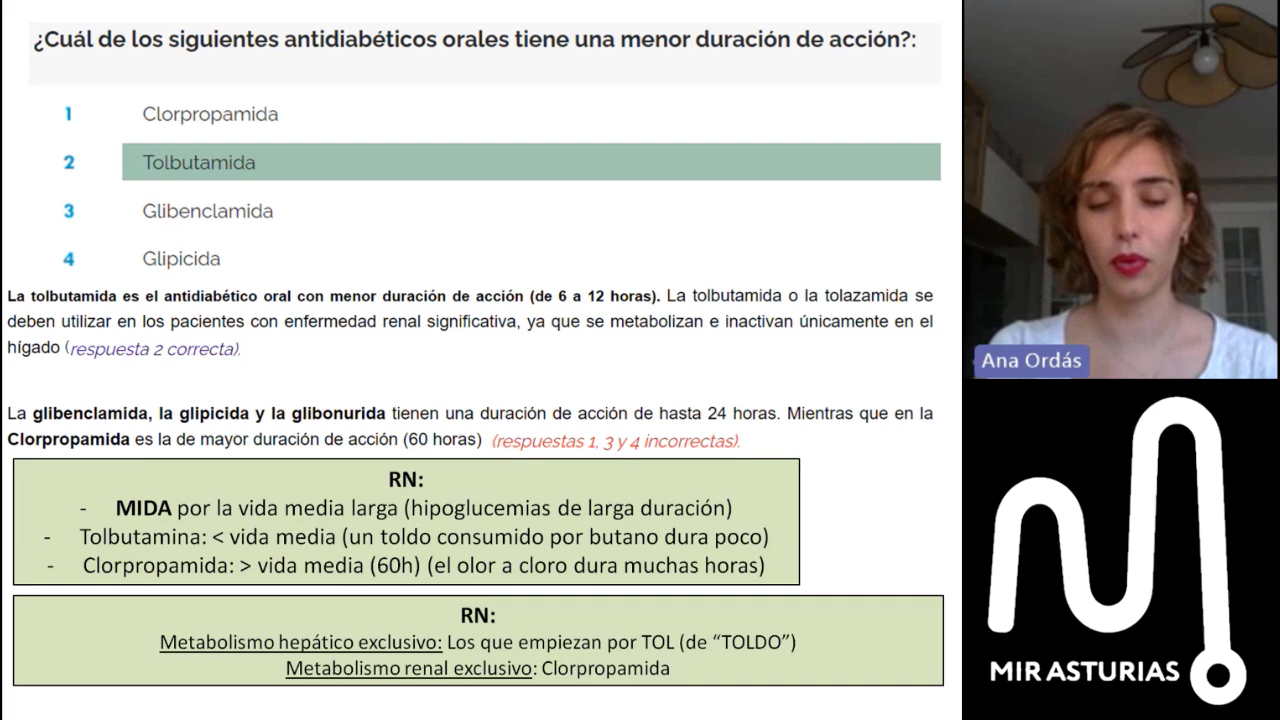 ¿Cuál de los siguientes antidiabéticos orales tiene una menor duración de acción?:
1 Clorpropamida
2 Tolbutamida
3 Glibenclamida
4 Glipicida
La tolbutamida es el antidiabético oral con menor duración de acción (de 6 a 12 horas). La tolbutamida o la tolazamida se
deben utilizar en los pacientes con enfermedad renal significativa, ya que se metabolizan e inactivan únicamente en el
hígado (respuesta 2 correcta).
La glibenclamida, la glipicida y la glibonurida tienen una duración de acción de hasta 24 horas. Mientras que en la
Clorpropamida es la de mayor duración de acción (60 horas) (respuestas 1, 3 y 4 incorrectas).
RN:
- MIDA por la vida media larga (hipoglucemias de larga duración)
- Tolbutamina: < vida media (un toldo consumido por butano dura poco)
- Clorpropamida: > vida media (60h) (el olor a cloro dura muchas horas)
RN:
Metabolismo hepático exclusivo: Los que empiezan por TOL (de “TOLDO”)
Metabolismo renal exclusivo: Clorpropamida
Ana Ordás
MIR ASTURIAS